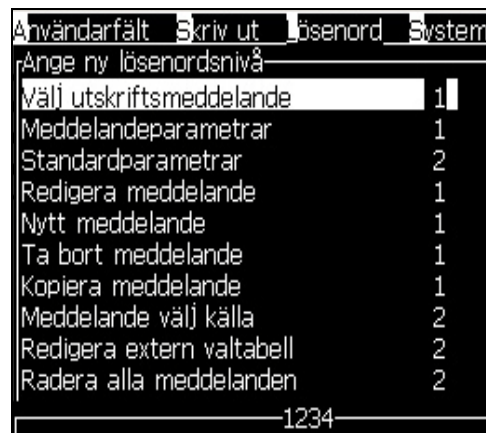 Användarfält Skriv ut Lösenord System
Ange ny lösenordsnivå
Välj utskriftsmeddelande 1
Meddelandeparametrar 1
Standardparametrar 2
Redigera meddelande 1
Nytt meddelande 1
Ta bort meddelande 1
Kopiera meddelande 1
Meddelande välj källa 2
Redigera extern valtabell 2
Radera alla meddelanden 2
1234